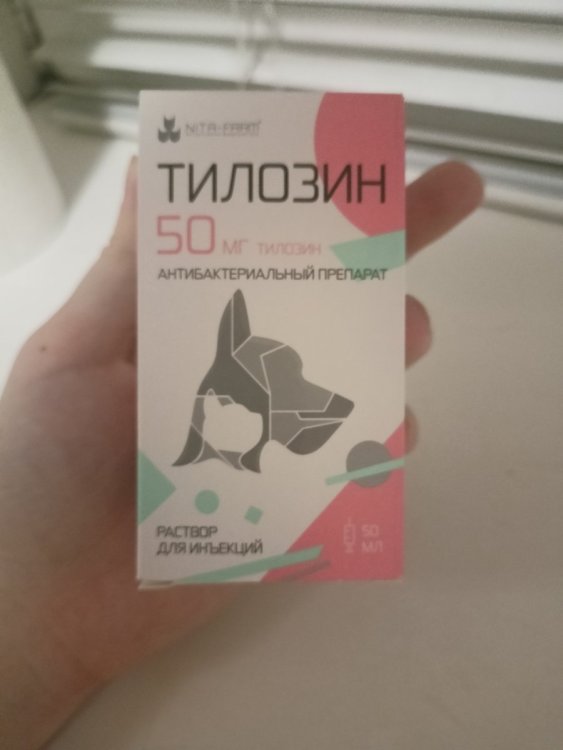 NITA-FARM®
ТИЛОЗИН
50 МГ ТИЛОЗИН
АНТИБАКТЕРИАЛЬНЫЙ ПРЕПАРАТ
РАСТВОР
ДЛЯ ИНЪЕКЦИЙ
50
МЛ